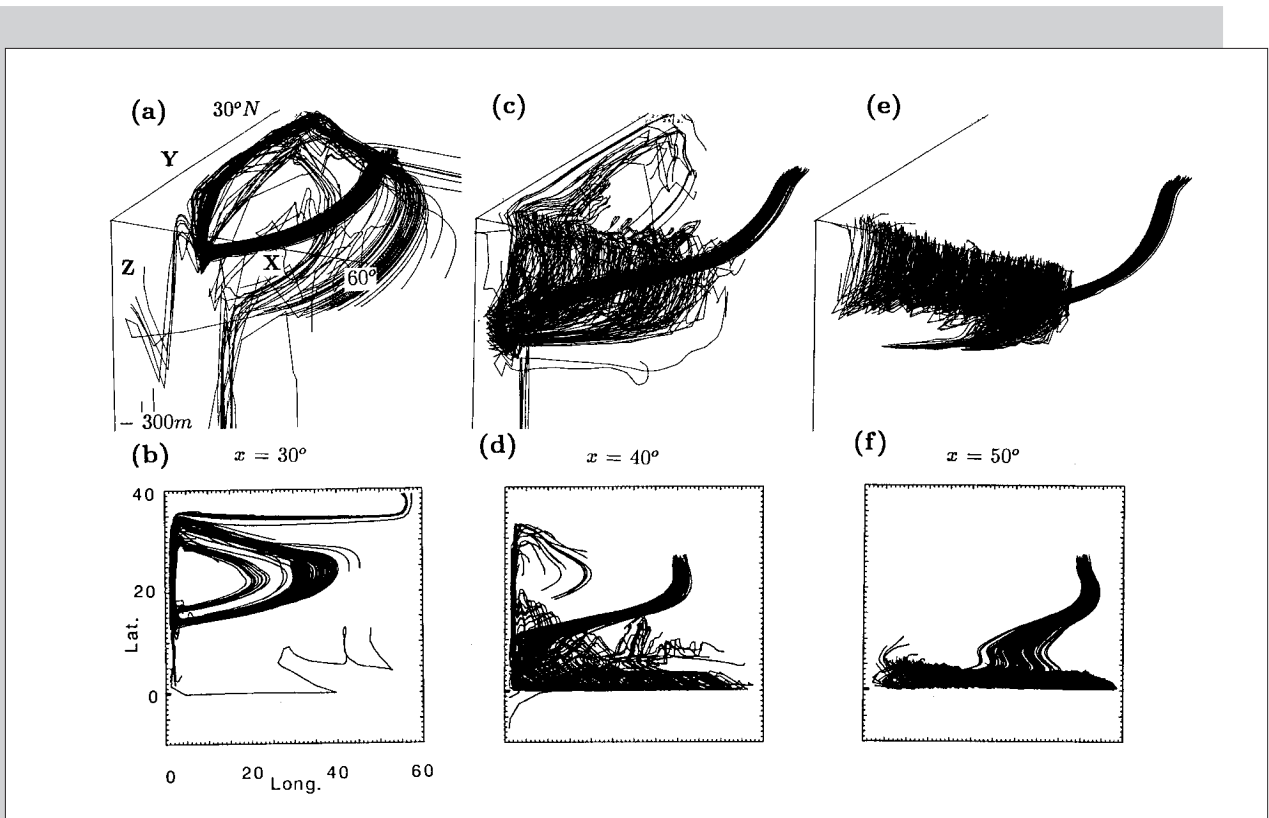 (a)
30°N
Y
Z
X
60°
– 300m
(c)
(e)
(b)
x = 30°
(d)
x = 40°
(f)
x = 50°
40
20
0
Lat.
0
20
40
60
Long.